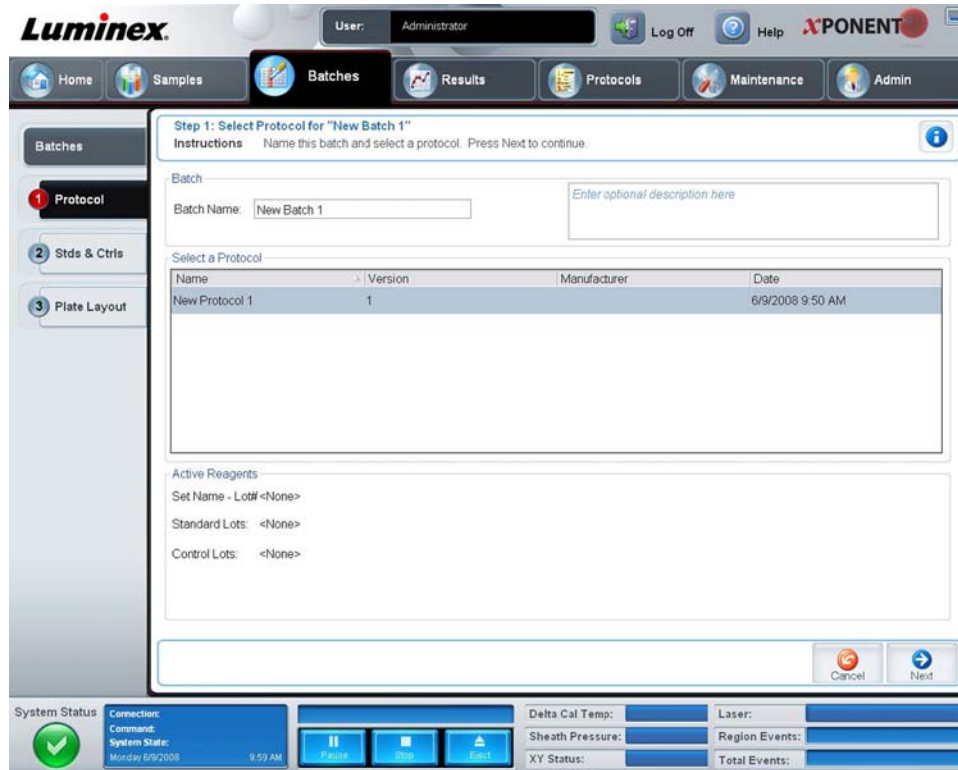 Luminex.
User: Administrator
Log Off
Help
XPONENT
Home
Samples
Batches
Results
Protocols
Maintenance
Admin
Batches
1 Protocol
2 Stds & Ctrls
3 Plate Layout
Step 1: Select Protocol for "New Batch 1"
Instructions Name this batch and select a protocol. Press Next to continue.
Batch
Batch Name: New Batch 1
Enter optional description here
Select a Protocol
Name Version Manufacturer Date
New Protocol 1 1 6/9/2008 9:50 AM
Active Reagents
Set Name - Lot# <None>
Standard Lots: <None>
Control Lots: <None>
Cancel
Next
System Status
Connection:
Command:
System State:
Monday 6/9/2008 9:59 AM
Pause
Stop
Eject
Delta Cal Temp:
Sheath Pressure:
XY Status:
Laser:
Region Events:
Total Events: